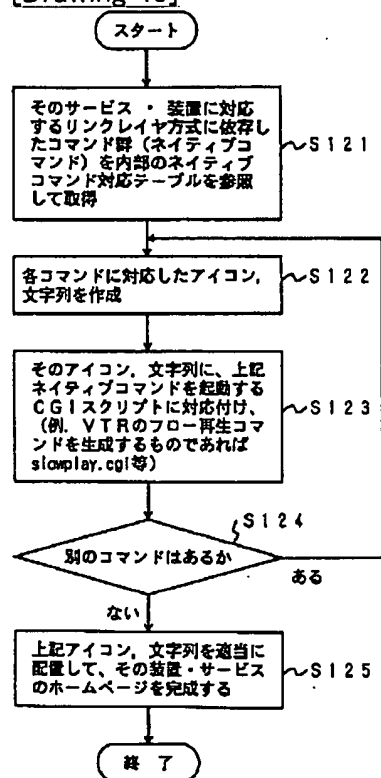 スタート
そのサービス・装置に対応
するリンクレイヤ方式に依存し
たコマンド群(ネイティブコ
マンド)を内部のネイティブ
コマンド対応テーブルを参照
して取得
S121
各コマンドに対応したアイコン,
文字列を作成
S122
そのアイコン,文字列に、上記
ネイティブコマンドを起動する
CGIスクリプトに対応付け、
(例.VTRのフロー再生コマ
ンドを生成するものであれば
slowplay.cgi等)
S123
S124
別のコマンドはあるか
ある
ない
上記アイコン,文字列を適当に
配置して、その装置・サービス
のホームページを完成する
S125
終了